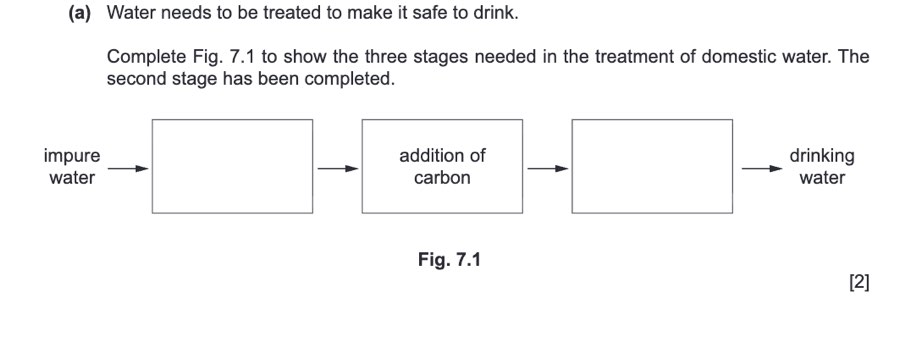 (a) Water needs to be treated to make it safe to drink.
Complete Fig. 7.1 to show the three stages needed in the treatment of domestic water. The
second stage has been completed.
impure
water
addition of
carbon
drinking
water
Fig. 7.1
[2]